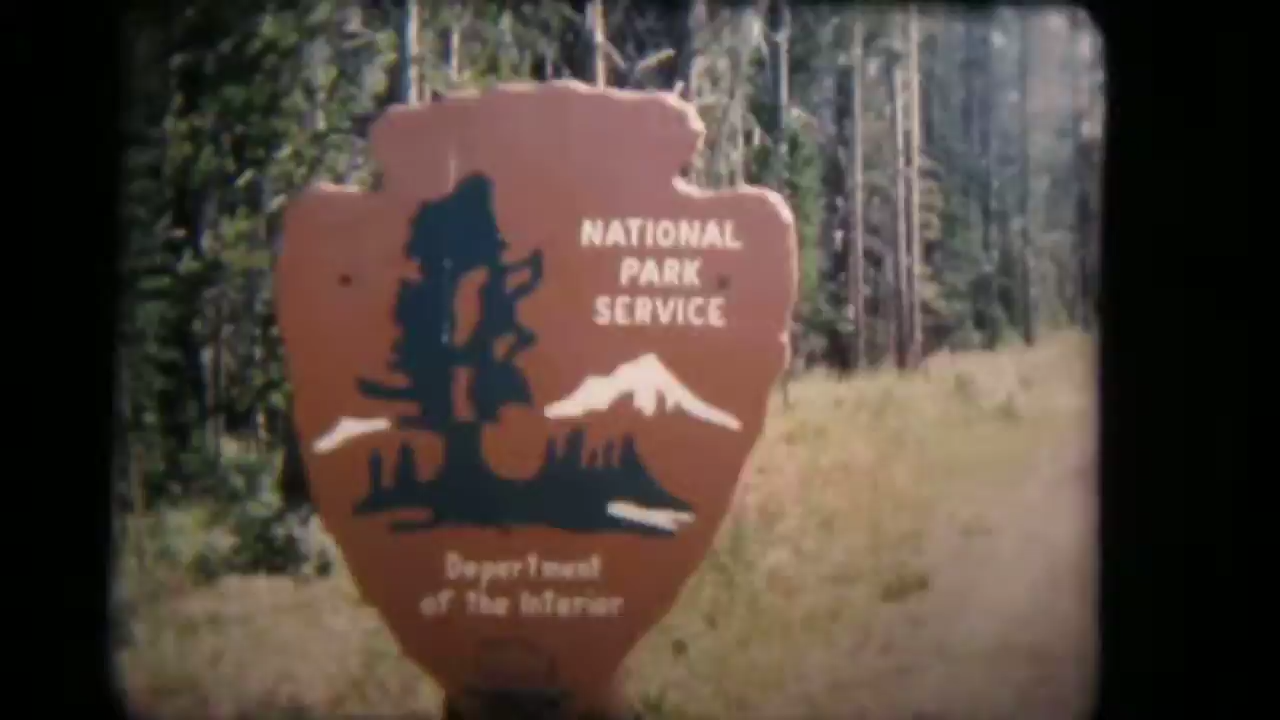 NATIONAL
PARK
SERVICE
Department
of the Interior